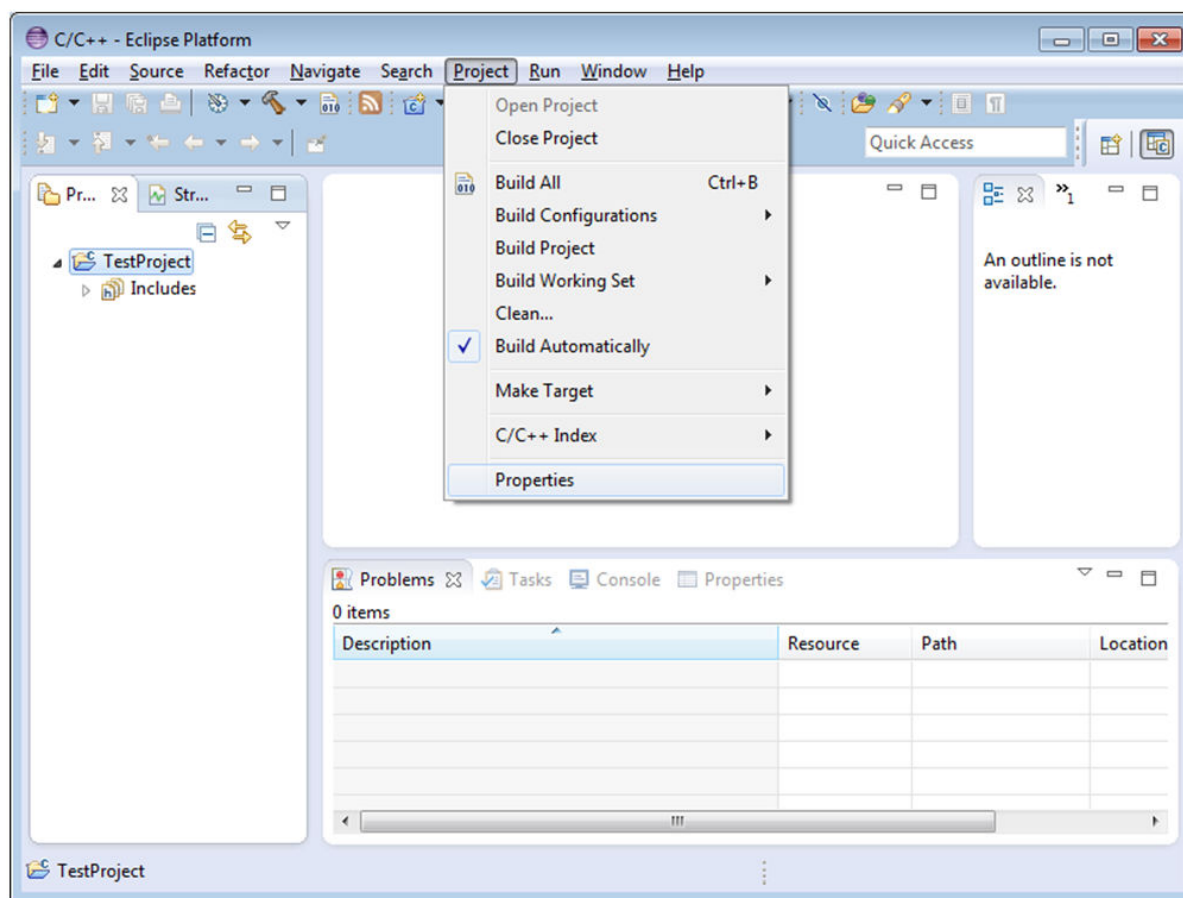 C/C++ - Eclipse Platform
File Edit Source Refactor Navigate Search Project Run Window Help
Quick Access
Open Project
Close Project
Build All Ctrl+B
Build Configurations
Build Project
Build Working Set
Clean...
Build Automatically
Make Target
C/C++ Index
Properties
Pr... Str...
TestProject
Includes
»1
An outline is not
available.
Problems Tasks Console Properties
0 items
Description Resource Path Location
TestProject